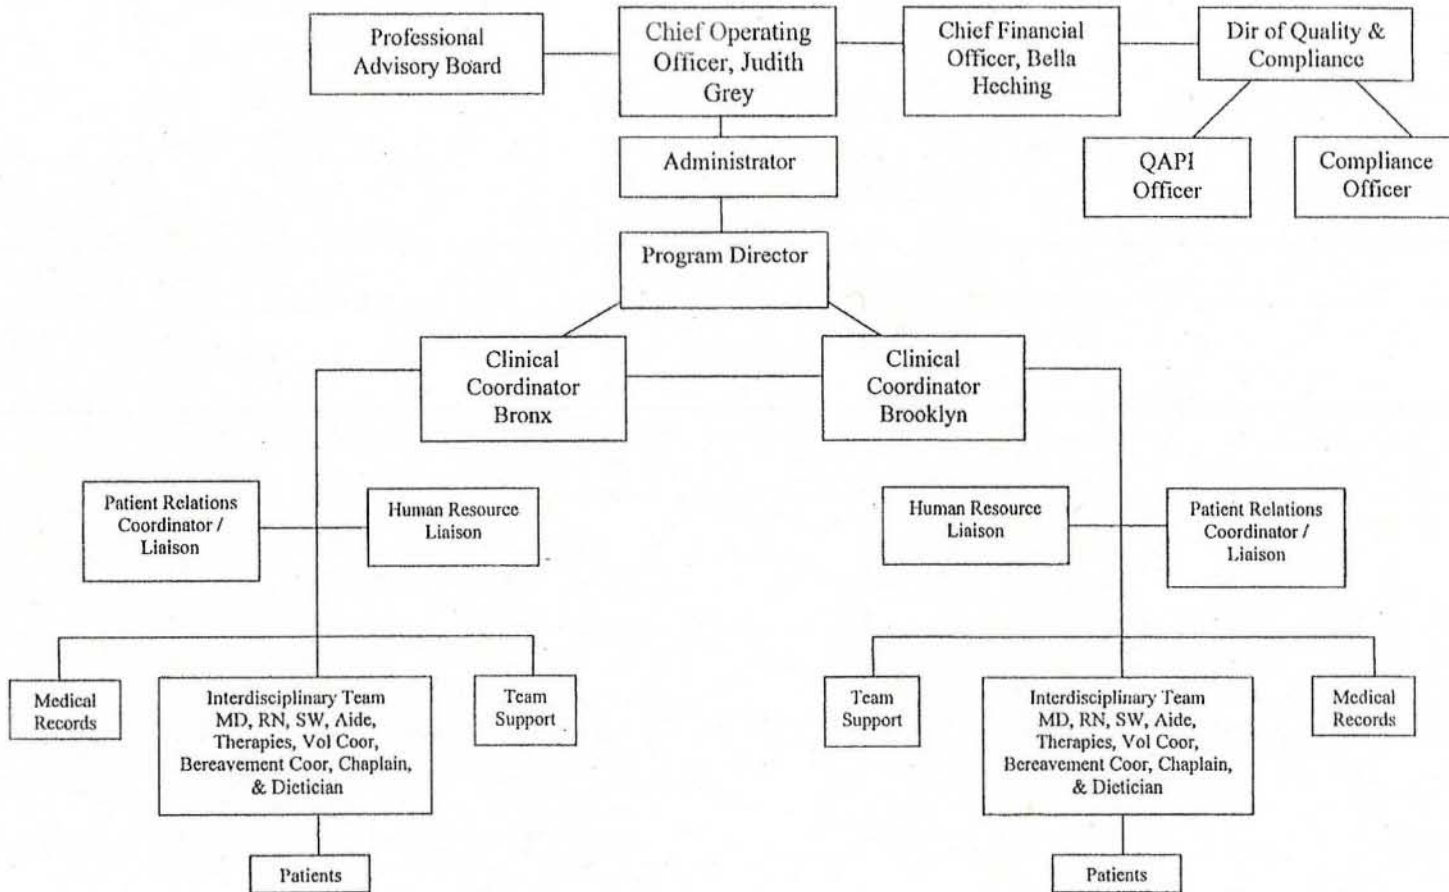 Professional
Advisory Board
Chief Operating
Officer, Judith
Grey
Chief Financial
Officer, Bella
Heching
Dir of Quality &
Compliance
Administrator
QAPI
Officer
Compliance
Officer
Program Director
Clinical
Coordinator
Bronx
Clinical
Coordinator
Brooklyn
Patient Relations
Coordinator /
Liaison
Human Resource
Liaison
Human Resource
Liaison
Patient Relations
Coordinator /
Liaison
Medical
Records
Interdisciplinary Team
MD, RN, SW, Aide,
Therapies, Vol Coor,
Bereavement Coor, Chaplain,
& Dietician
Team
Support
Team
Support
Interdisciplinary Team
MD, RN, SW, Aide,
Therapies, Vol Coor,
Bereavement Coor, Chaplain,
& Dietician
Medical
Records
Patients
Patients